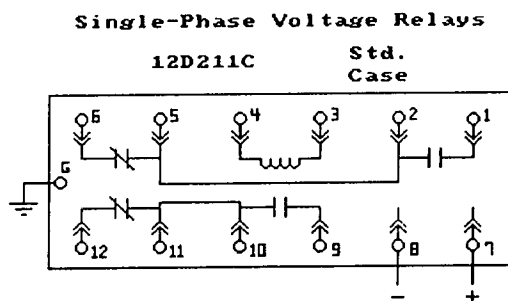 Single-Phase Voltage Relays
12D211C Std.
Case
6 5 4 3 2 1
G
12 11 10 9 8 7
- +